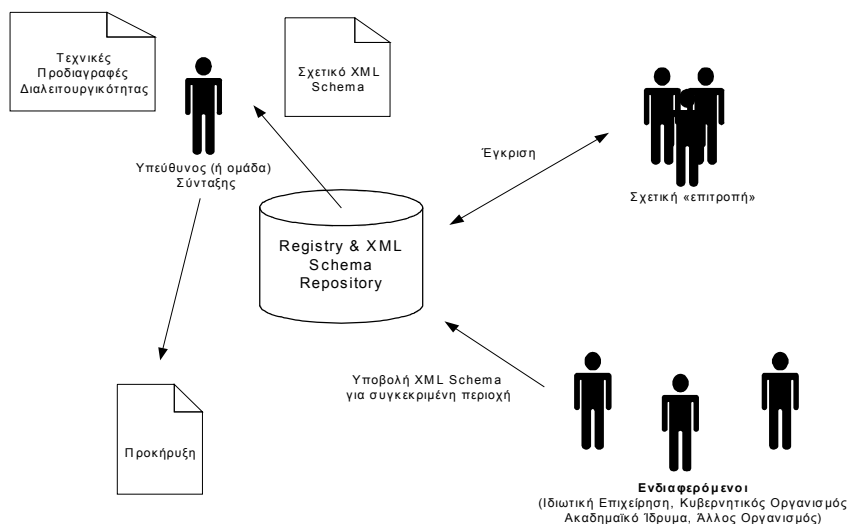 Τεχνικές
Προδιαγραφές
Διαλειτουργικότητας
Σχετικό XML
Schema
Υπεύθυνος (ή ομάδα)
Σύνταξης
Έγκριση
Σχετική «επιτροπή»
Registry & XML
Schema
Repository
Υποβολή XML Schema
για συγκεκριμένη περιοχή
Προκήρυξη
Ενδιαφερόμενοι
(Ιδιωτική Επιχείρηση, Κυβερνητικός Οργανισμός
Ακαδημαϊκό Ίδρυμα, Άλλος Οργανισμός)